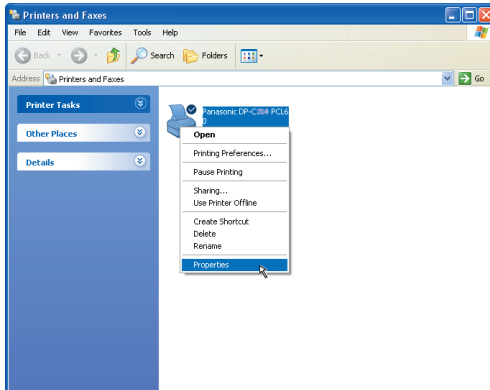 Printers and Faxes
File Edit View Favorites Tools Help
Back Search Folders
Address Printers and Faxes Go
Printer Tasks
Other Places
Details
Panasonic DP- PCL6
0
Open
Printing Preferences...
Pause Printing
Sharing...
Use Printer Offline
Create Shortcut
Delete
Rename
Properties